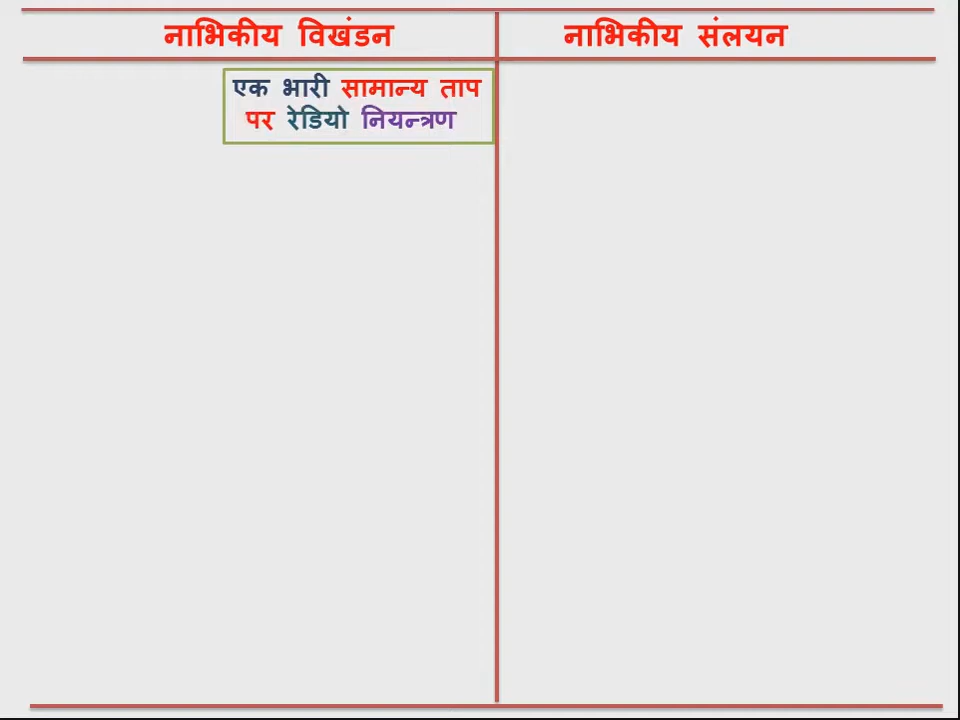 नाभिकीय विखंडन
नाभिकीय संलयन
एक भारी सामान्य ताप
पर रेडियो नियन्त्रण